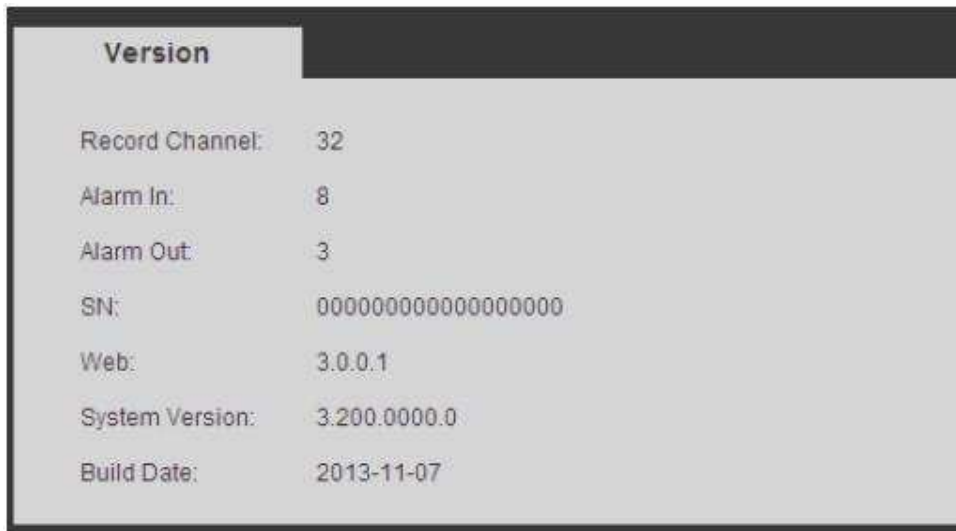 Version
Record Channel: 32
Alarm In: 8
Alarm Out: 3
SN: 000000000000000000
Web: 3.0.0.1
System Version: 3.200.0000.0
Build Date: 2013-11-07